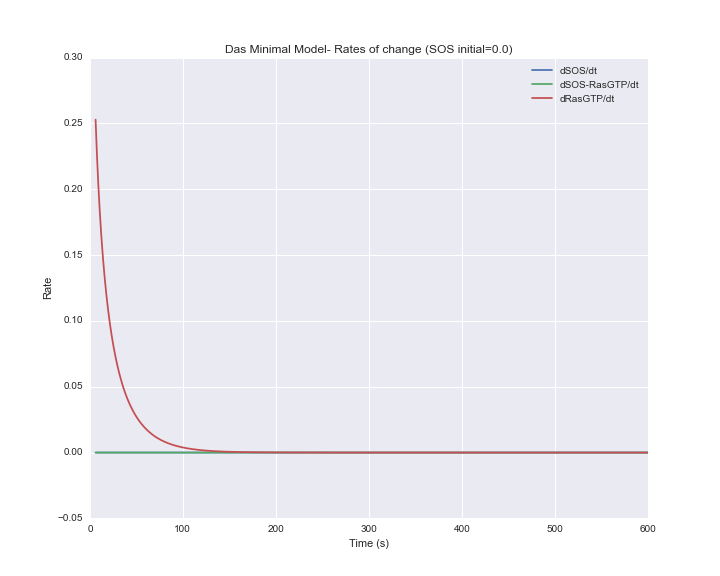 Das Minimal Model- Rates of change (SOS initial=0.0)
0.30
0.25
0.20
0.15
0.10
0.05
0.00
−0.05
Rate
dSOS/dt
dSOS-RasGTP/dt
dRasGTP/dt
0 100 200 300 400 500 600
Time (s)